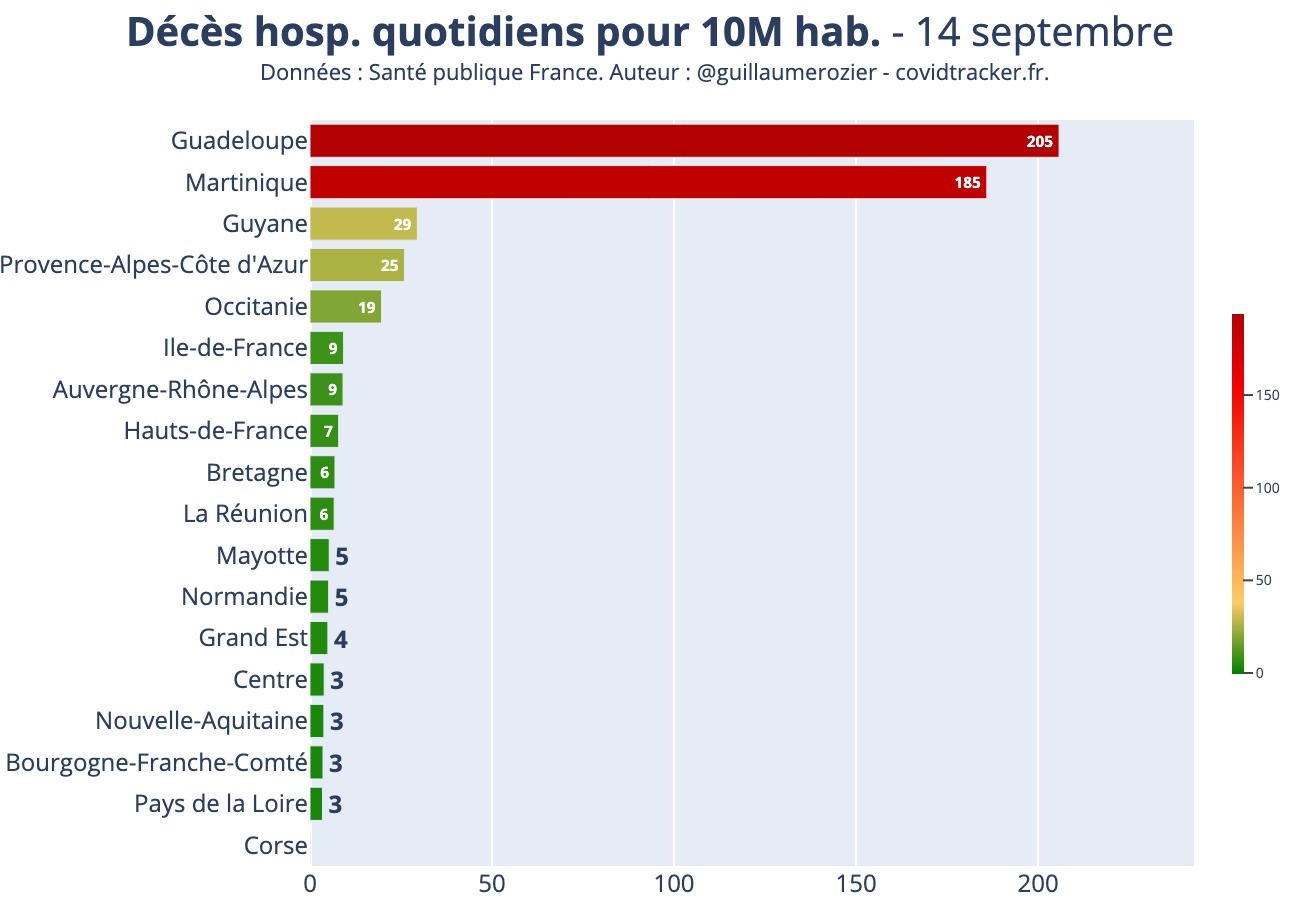 Décès hosp. quotidiens pour 10M hab. - 14 septembre
Données : Santé publique France. Auteur : @guillaumerozier - covidtracker.fr.
Guadeloupe 205
Martinique 185
Guyane 29
Provence-Alpes-Côte d'Azur 25
Occitanie 19
Ile-de-France 9
Auvergne-Rhône-Alpes 9
Hauts-de-France 7
Bretagne 6
La Réunion 6
Mayotte 5
Normandie 5
Grand Est 4
Centre 3
Nouvelle-Aquitaine 3
Bourgogne-Franche-Comté 3
Pays de la Loire 3
Corse
0 50 100 150 200
150
100
50
0